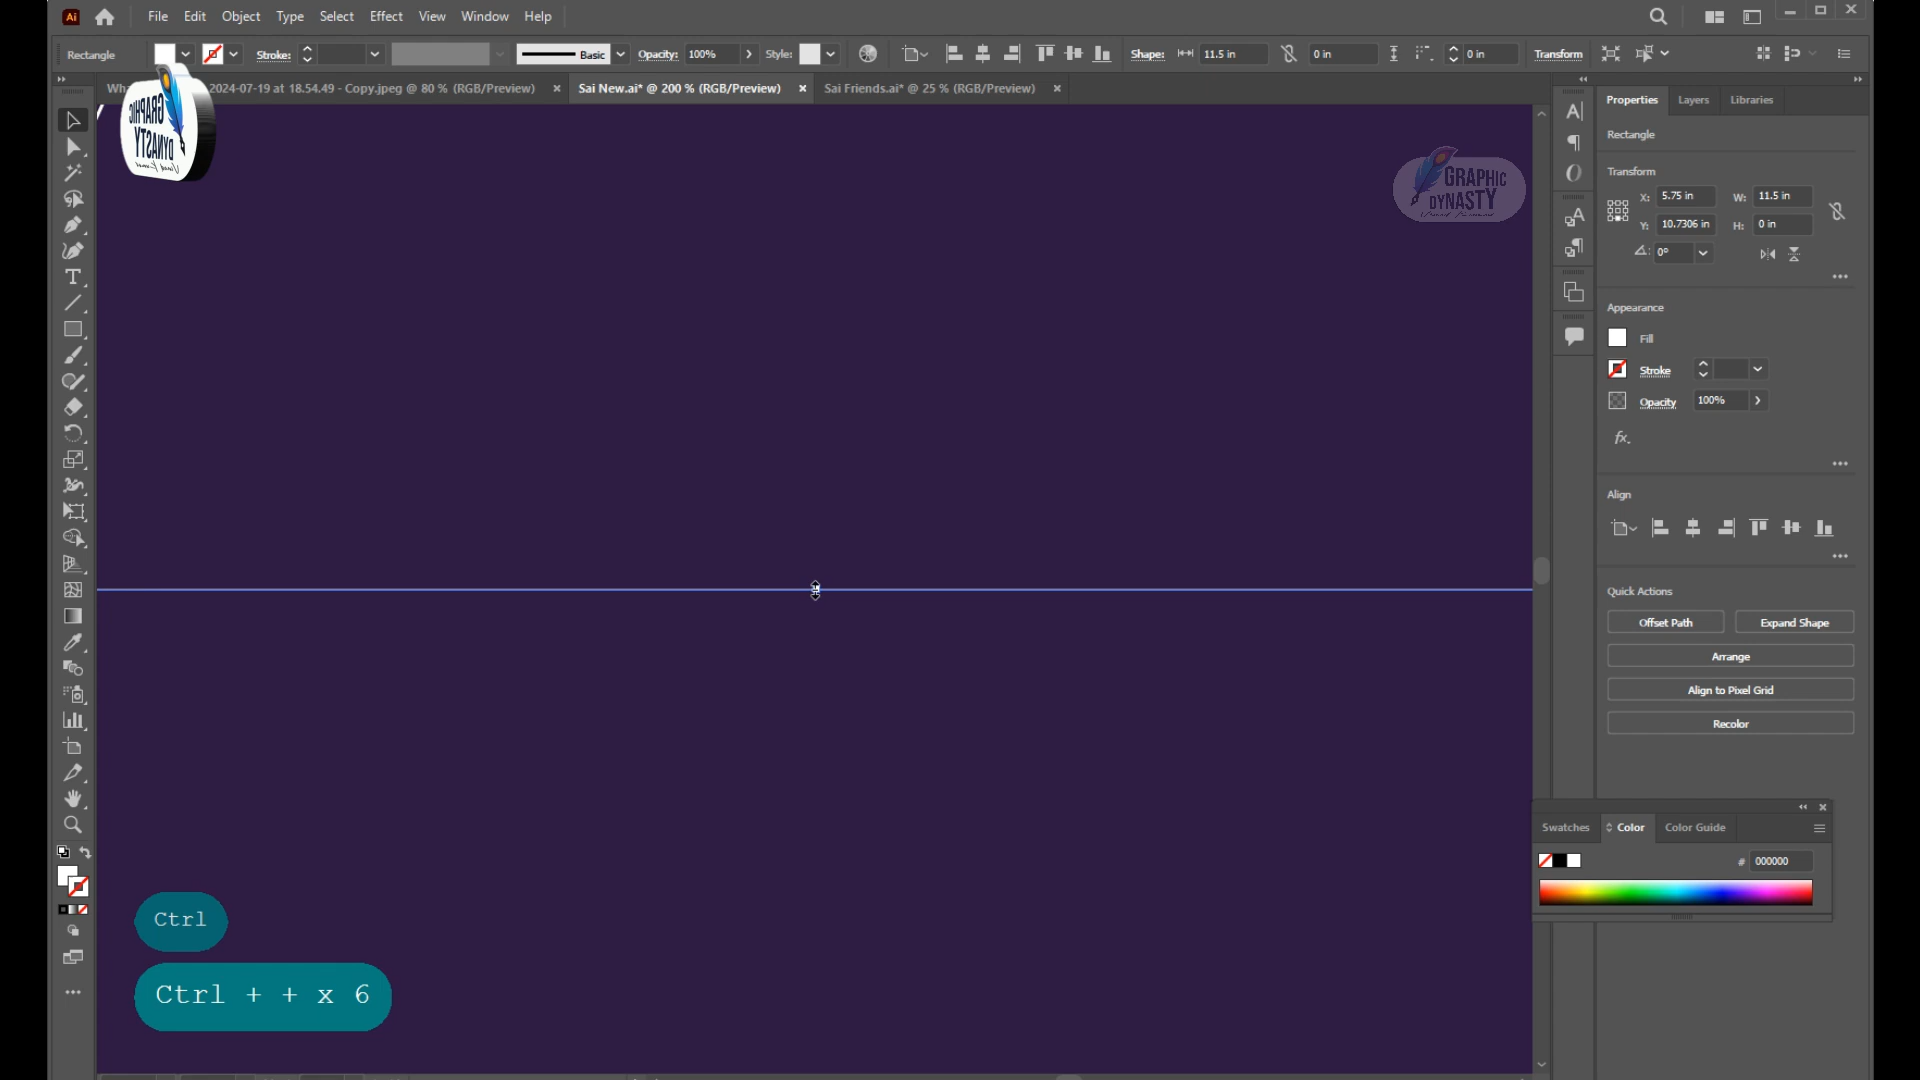 Ai File Edit Object Type Select Effect View Window Help
Rectangle Stroke: Basic Opacity: 100% Style: Shape: 11.5 in 0 in 0 in Transform
2024-07-19 at 18.54.49 - Copy.jpeg @ 80 % (RGB/Preview) × Sai New.ai* @ 200 % (RGB/Preview) × Sai Friends.ai* @ 25 % (RGB/Preview) ×
GRAPHIC
DYNASTY
GRAPHIC
DYNASTY
Properties Layers Libraries
Rectangle
Transform
X: 5.75 in W: 11.5 in
Y: 10.7306 in H: 0 in
0°
Appearance
Fill
Stroke
Opacity 100%
fx.
Align
Quick Actions
Offset Path Expand Shape
Arrange
Align to Pixel Grid
Recolor
Swatches Color Color Guide
# 000000
Ctrl
Ctrl + + x 6